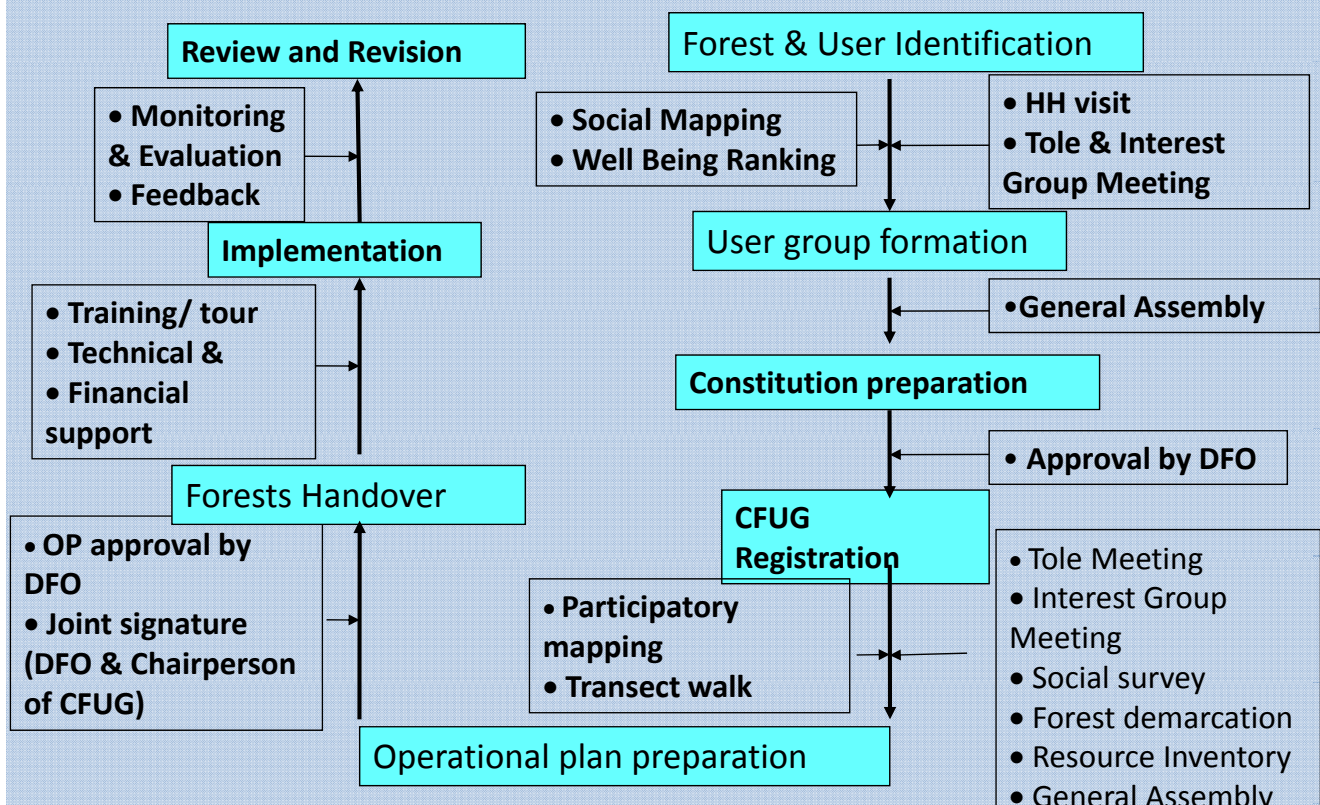 Forest & User Identification
• Social Mapping
• Well Being Ranking
• HH visit
• Tole & Interest
Group Meeting
User group formation
•General Assembly
Constitution preparation
• Approval by DFO
CFUG
Registration
• Participatory
mapping
• Transect walk
• Tole Meeting
• Interest Group
Meeting
• Social survey
• Forest demarcation
• Resource Inventory
• General Assembly
Operational plan preparation
• OP approval by
DFO
• Joint signature
(DFO & Chairperson
of CFUG)
Forests Handover
• Training/ tour
• Technical &
• Financial
support
Implementation
• Monitoring
& Evaluation
• Feedback
Review and Revision